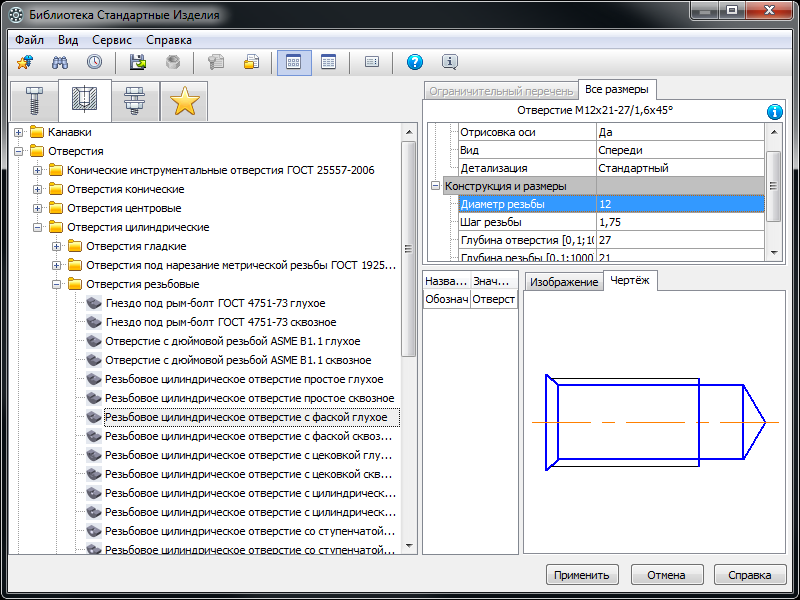 Библиотека Стандартные Изделия
Файл Вид Сервис Справка
Ограничительный перечень Все размеры
Отверстие М12х21-27/1,6х45°
Канавки
Отверстия
Конические инструментальные отверстия ГОСТ 25557-2006
Отверстия конические
Отверстия центровые
Отверстия цилиндрические
Отверстия гладкие
Отверстия под нарезание метрической резьбы ГОСТ 1925...
Отверстия резьбовые
Гнездо под рым-болт ГОСТ 4751-73 глухое
Гнездо под рым-болт ГОСТ 4751-73 сквозное
Отверстие с дюймовой резьбой ASME B1.1 глухое
Отверстие с дюймовой резьбой ASME B1.1 сквозное
Резьбовое цилиндрическое отверстие простое глухое
Резьбовое цилиндрическое отверстие простое сквозное
Резьбовое цилиндрическое отверстие с фаской глухое
Резьбовое цилиндрическое отверстие с фаской сквоз...
Резьбовое цилиндрическое отверстие с цековкой глу...
Резьбовое цилиндрическое отверстие с цековкой скв...
Резьбовое цилиндрическое отверстие с цилиндрическ...
Резьбовое цилиндрическое отверстие с цилиндрическ...
Резьбовое цилиндрическое отверстие со ступенчатой...
Резьбовое цилиндрическое отверстие со ступенчатой...
Отрисовка оси Да
Вид Спереди
Детализация Стандартный
Конструкция и размеры
Диаметр резьбы 12
Шаг резьбы 1,75
Глубина отверстия [0,1;10 27
Глубина резьбы [0,1;1000 21
Назва... Знач...
Обознач Отверст
Изображение Чертёж
Применить Отмена Справка